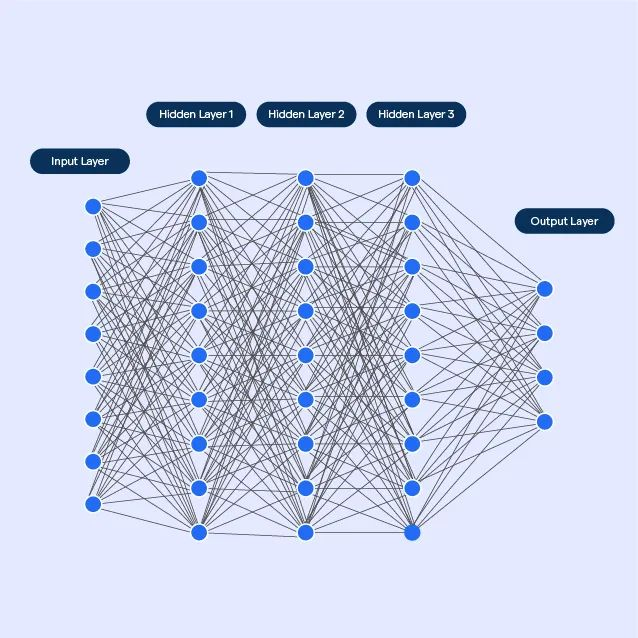 Hidden Layer 1
Hidden Layer 2
Hidden Layer 3
Input Layer
Output Layer